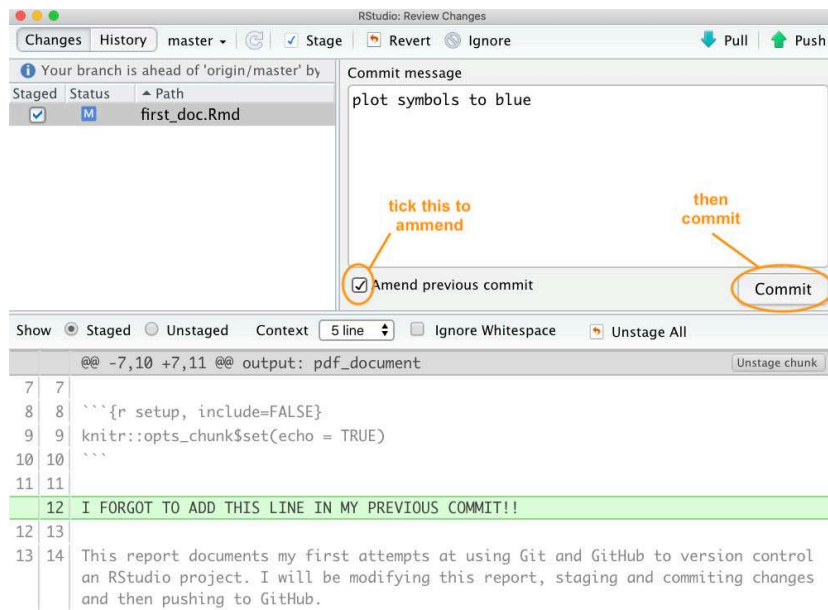 RStudio: Review Changes
Changes History master Stage Revert Ignore Pull Push
Your branch is ahead of 'origin/master' by
Staged Status Path
M first_doc.Rmd
Commit message
plot symbols to blue
tick this to
ammend
then
commit
Amend previous commit
Commit
Show Staged Unstaged Context 5 line Ignore Whitespace Unstage All
@@ -7,10 +7,11 @@ output: pdf_document Unstage chunk
7 7
8 8 ```{r setup, include=FALSE}
9 9 knitr::opts_chunk$set(echo = TRUE)
10 10 ```
11 11
12 I FORGOT TO ADD THIS LINE IN MY PREVIOUS COMMIT!!
12 13
13 14 This report documents my first attempts at using Git and GitHub to version control
an RStudio project. I will be modifying this report, staging and commiting changes
and then pushing to GitHub.